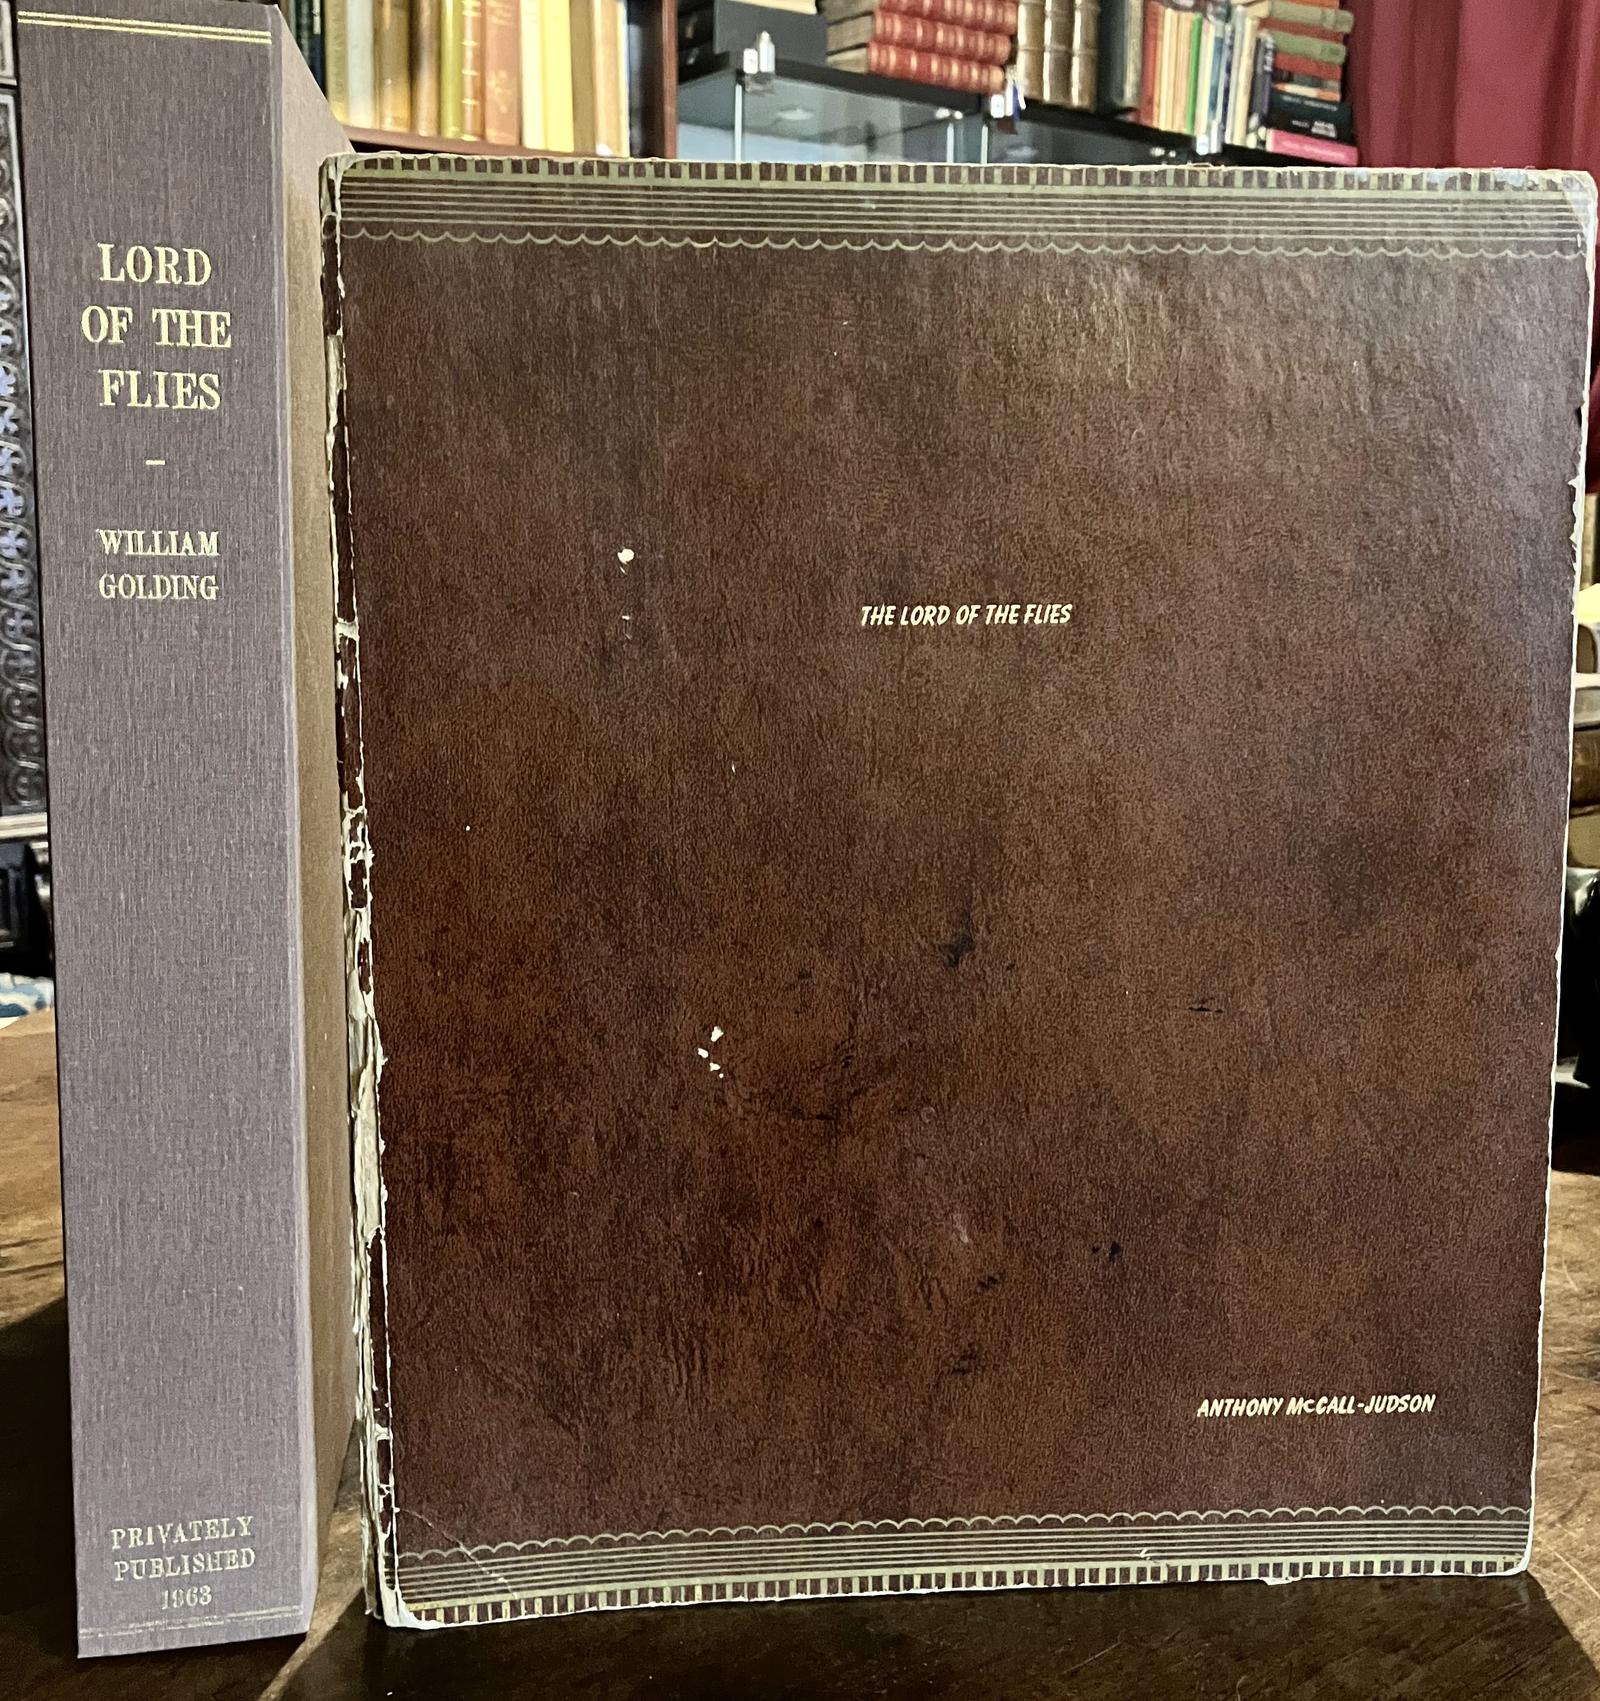 LORD
OF THE
FLIES
–
WILLIAM
GOLDING
PRIVATELY
PUBLISHED
1963
THE LORD OF THE FLIES
ANTHONY McCALL-JUDSON